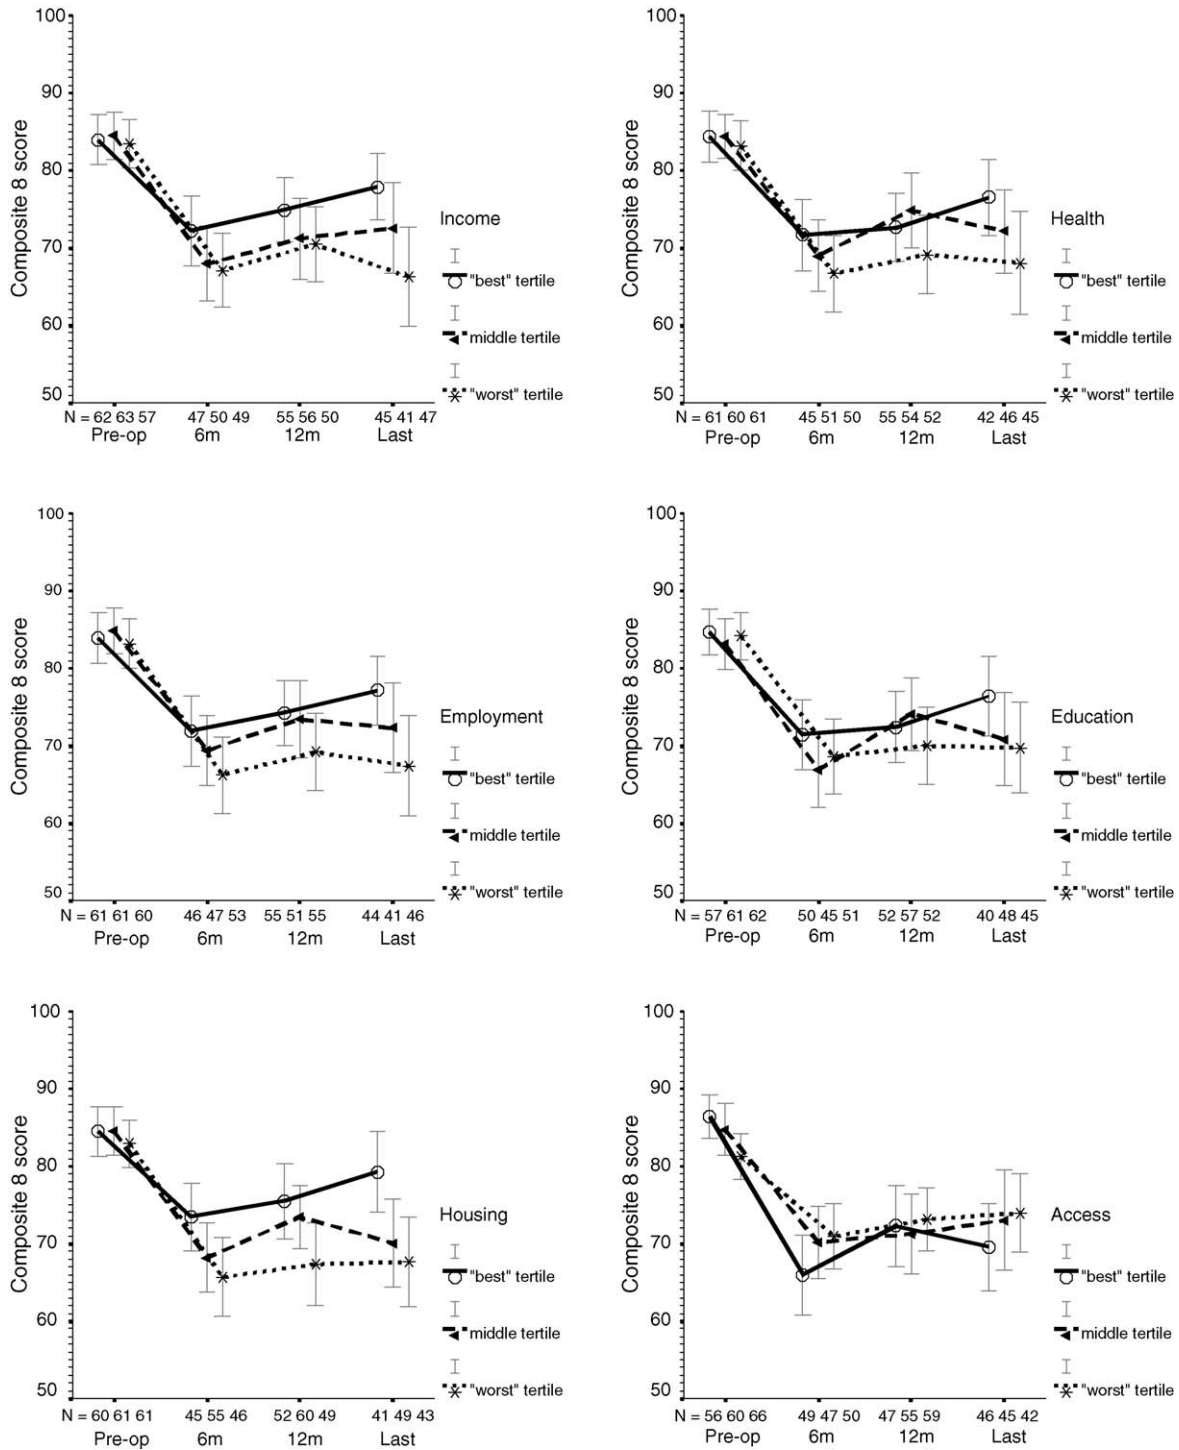 100
90
80
70
60
50
Composite 8 score
Income
"best" tertile
middle tertile
"worst" tertile
N = 62 63 57 47 50 49 55 56 50 45 41 47
Pre-op 6m 12m Last
100
90
80
70
60
50
Composite 8 score
Health
"best" tertile
middle tertile
"worst" tertile
N = 61 60 61 45 51 50 55 54 52 42 46 45
Pre-op 6m 12m Last
100
90
80
70
60
50
Composite 8 score
Employment
"best" tertile
middle tertile
"worst" tertile
N = 61 61 60 46 47 53 55 51 55 44 41 46
Pre-op 6m 12m Last
100
90
80
70
60
50
Composite 8 score
Education
"best" tertile
middle tertile
"worst" tertile
N = 57 61 62 50 45 51 52 57 52 40 48 45
Pre-op 6m 12m Last
100
90
80
70
60
50
Composite 8 score
Housing
"best" tertile
middle tertile
"worst" tertile
N = 60 61 61 45 55 46 52 60 49 41 49 43
Pre-op 6m 12m Last
100
90
80
70
60
50
Composite 8 score
Access
"best" tertile
middle tertile
"worst" tertile
N = 56 60 66 49 47 50 47 55 59 46 45 42
Pre-op 6m 12m Last